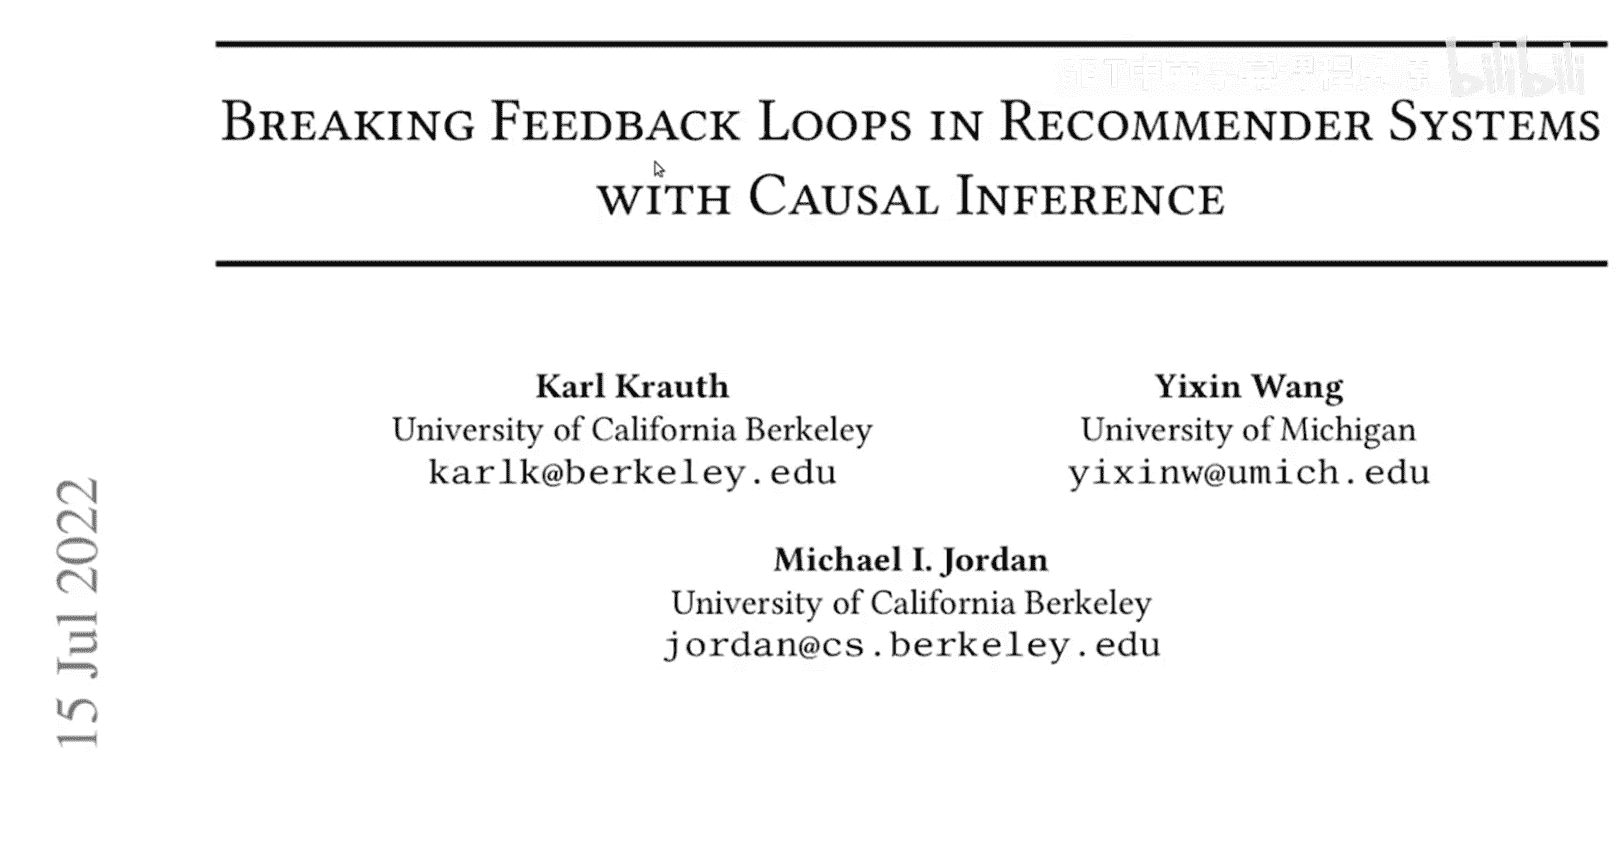 BREAKING FEEDBACK LOOPS IN RECOMMENDER SYSTEMS
WITH CAUSAL INFERENCE
Karl Krauth
University of California Berkeley
karlk@berkeley.edu
Yixin Wang
University of Michigan
yixinw@umich.edu
Michael I. Jordan
University of California Berkeley
jordan@cs.berkeley.edu
15 Jul 2022
bilibili